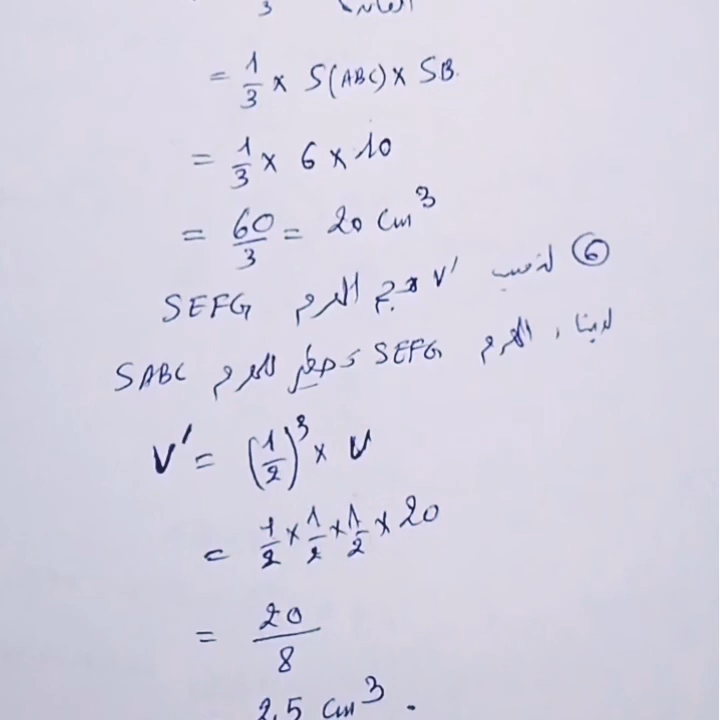 = 1/3 × S(ABC) × SB.
= 1/3 × 6 × 10
= 60/3 = 20 cm³
⑥ لنحسب V' حجم الهرم SEFG
لدينا، الهرم SEFG تصغير للهرم SABC
V' = (1/2)³ × V
= 1/2 × 1/2 × 1/2 × 20
= 20/8
2,5 cm³.